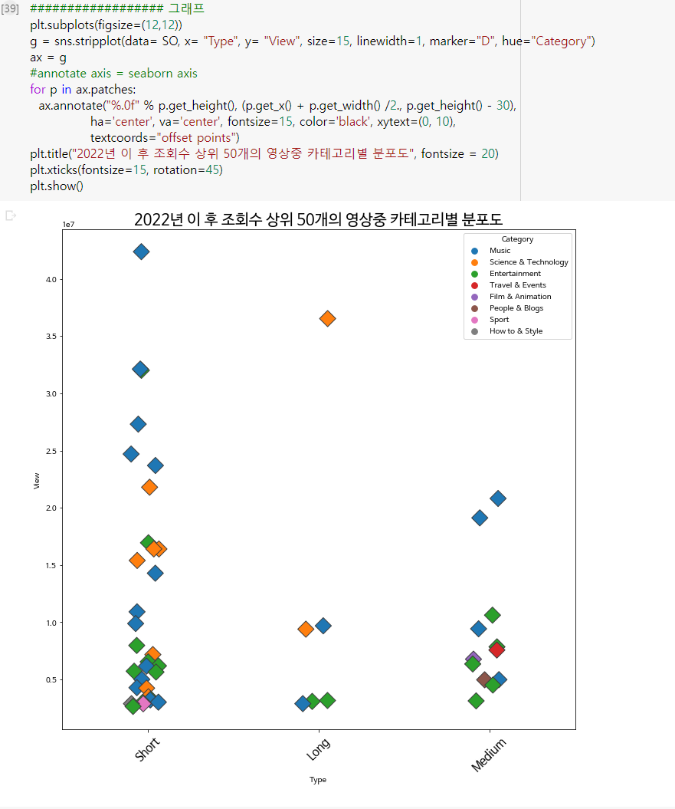 [39] ################## 그래프
plt.subplots(figsize=(12,12))
g = sns.stripplot(data= SO, x= "Type", y= "View", size=15, linewidth=1, marker="D", hue="Category")
ax = g
#annotate axis = seaborn axis
for p in ax.patches:
ax.annotate("%.0f" % p.get_height(), (p.get_x() + p.get_width() /2., p.get_height() - 30),
ha='center', va='center', fontsize=15, color='black', xytext=(0, 10),
textcoords="offset points")
plt.title("2022년 이 후 조회수 상위 50개의 영상중 카테고리별 분포도", fontsize = 20)
plt.xticks(fontsize=15, rotation=45)
plt.show()
2022년 이 후 조회수 상위 50개의 영상중 카테고리별 분포도
1e7
Category
Music
Science & Technology
Entertainment
Travel & Events
Film & Animation
People & Blogs
Sport
How to & Style
4.0
3.5
3.0
2.5
2.0
1.5
1.0
0.5
View
Short
Long
Medium
Type